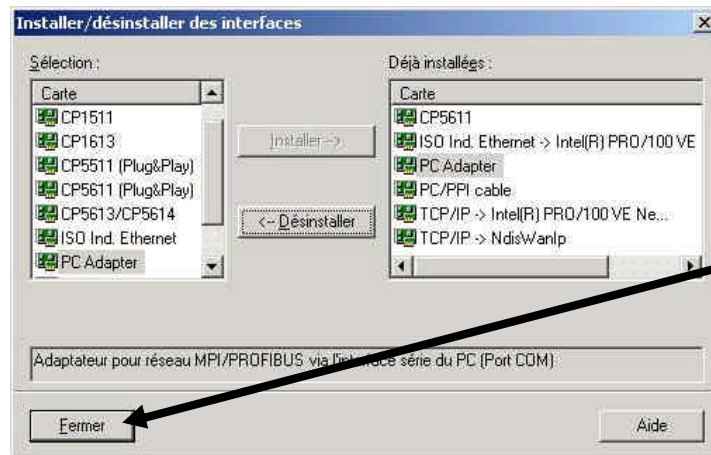 Installer/désinstaller des interfaces
Sélection :
Carte
CP1511
CP1613
CP5511 (Plug&Play)
CP5611 (Plug&Play)
CP5613/CP5614
ISO Ind. Ethernet
PC Adapter
Installer -->
<-- Désinstaller
Déjà installées :
Carte
CP5611
ISO Ind. Ethernet -> Intel(R) PRO/100 VE
PC Adapter
PC/PPI cable
TCP/IP -> Intel(R) PRO/100 VE Ne...
TCP/IP -> NdisWanIp
Adaptateur pour réseau MPI/PROFIBUS via l'interface série du PC (Port COM)
Fermer
Aide